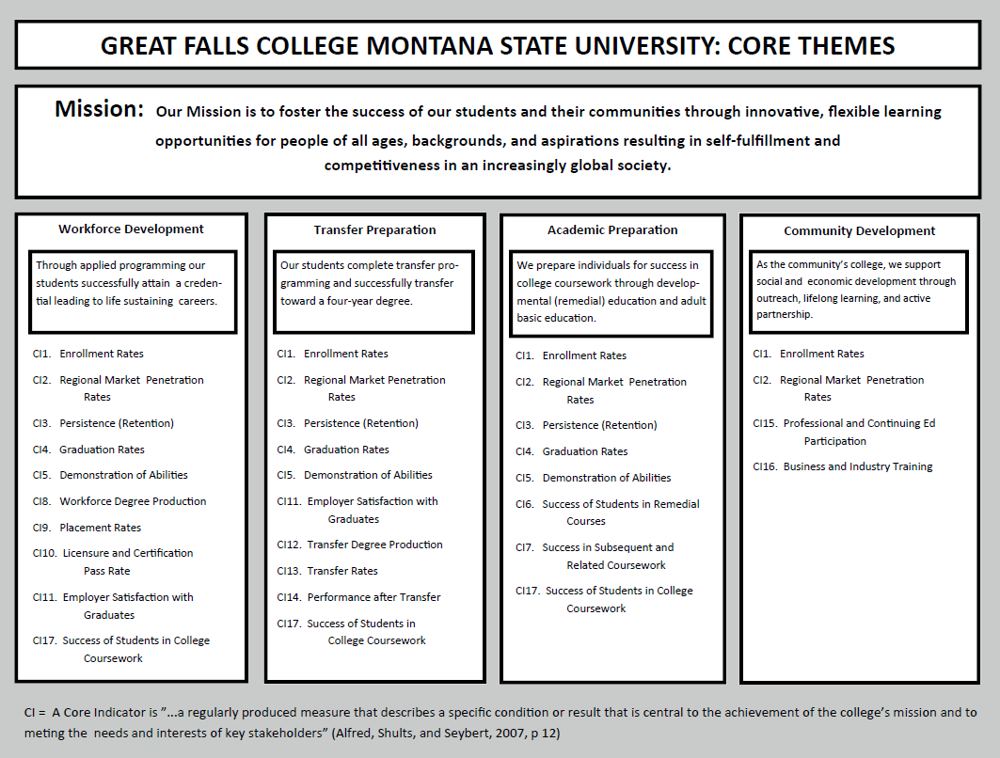 GREAT FALLS COLLEGE MONTANA STATE UNIVERSITY: CORE THEMES
Mission: Our Mission is to foster the success of our students and their communities through innovative, flexible learning
opportunities for people of all ages, backgrounds, and aspirations resulting in self-fulfillment and
competitiveness in an increasingly global society.
Workforce Development
Through applied programming our
students successfully attain a creden-
tial leading to life sustaining careers.
CI1. Enrollment Rates
CI2. Regional Market Penetration
Rates
CI3. Persistence (Retention)
CI4. Graduation Rates
CI5. Demonstration of Abilities
CI8. Workforce Degree Production
CI9. Placement Rates
CI10. Licensure and Certification
Pass Rate
CI11. Employer Satisfaction with
Graduates
CI17. Success of Students in College
Coursework
Transfer Preparation
Our students complete transfer pro-
gramming and successfully transfer
toward a four-year degree.
CI1. Enrollment Rates
CI2. Regional Market Penetration
Rates
CI3. Persistence (Retention)
CI4. Graduation Rates
CI5. Demonstration of Abilities
CI11. Employer Satisfaction with
Graduates
CI12. Transfer Degree Production
CI13. Transfer Rates
CI14. Performance after Transfer
CI17. Success of Students in
College Coursework
Academic Preparation
We prepare individuals for success in
college coursework through develop-
mental (remedial) education and adult
basic education.
CI1. Enrollment Rates
CI2. Regional Market Penetration
Rates
CI3. Persistence (Retention)
CI4. Graduation Rates
CI5. Demonstration of Abilities
CI6. Success of Students in Remedial
Courses
CI7. Success in Subsequent and
Related Coursework
CI17. Success of Students in College
Coursework
Community Development
As the community's college, we support
social and economic development through
outreach, lifelong learning, and active
partnership.
CI1. Enrollment Rates
CI2. Regional Market Penetration
Rates
CI15. Professional and Continuing Ed
Participation
CI16. Business and Industry Training
CI = A Core Indicator is "...a regularly produced measure that describes a specific condition or result that is central to the achievement of the college's mission and to
meting the needs and interests of key stakeholders" (Alfred, Shults, and Seybert, 2007, p 12)